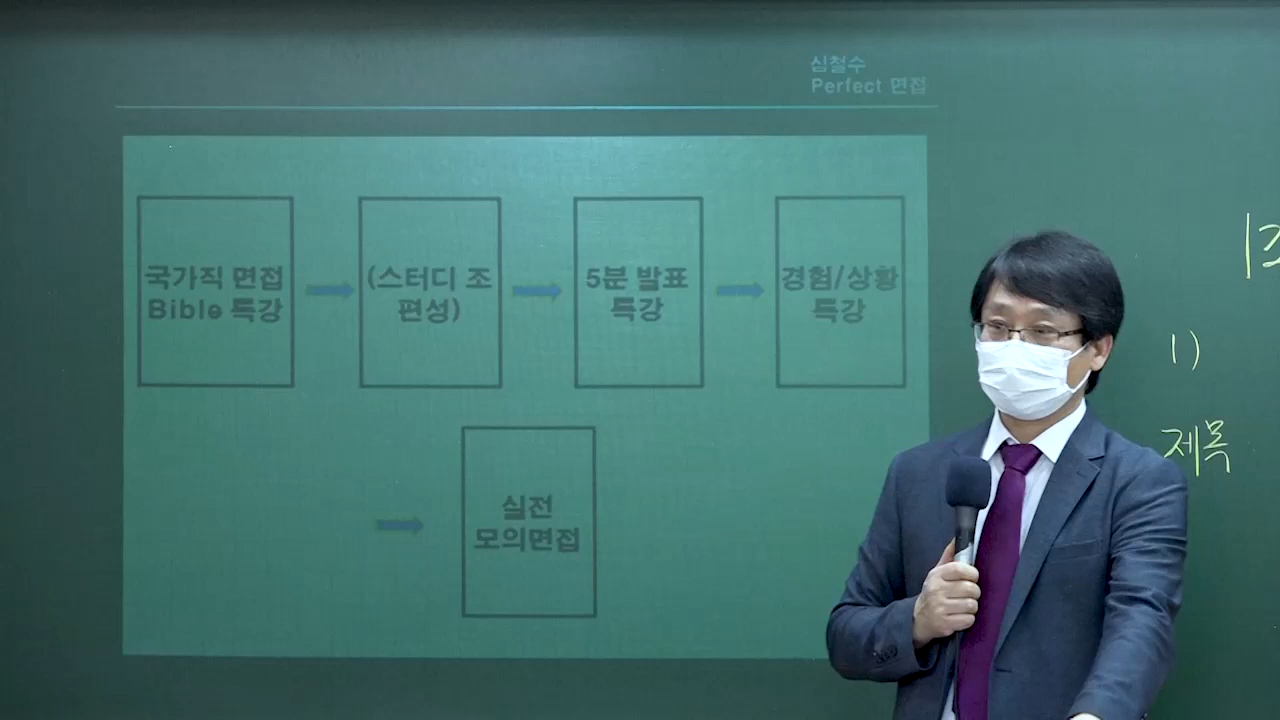 심철수
Perfect 면접
국가직 면접
Bible 특강
(스터디 조
편성)
5분 발표
특강
경험/상황
특강
실전
모의면접
1)
제목